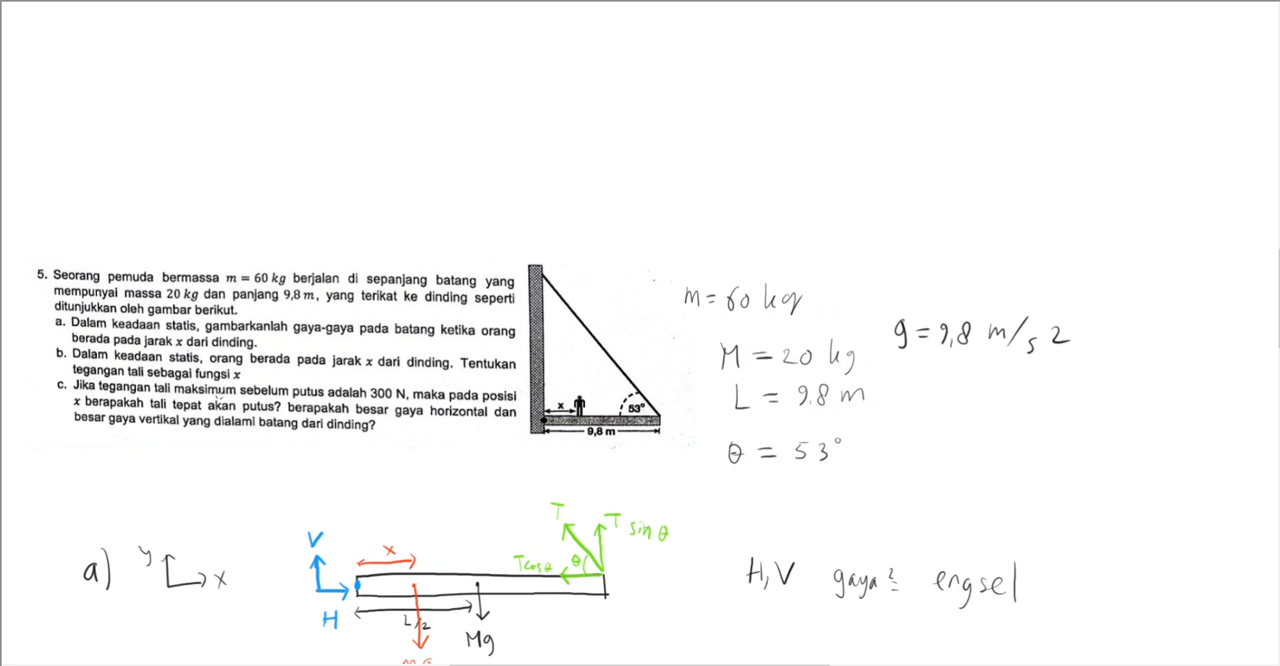 5. Seorang pemuda bermassa m = 60 kg berjalan di sepanjang batang yang
mempunyai massa 20 kg dan panjang 9,8 m, yang terikat ke dinding seperti
ditunjukkan oleh gambar berikut.
a. Dalam keadaan statis, gambarkanlah gaya-gaya pada batang ketika orang
berada pada jarak x dari dinding.
b. Dalam keadaan statis, orang berada pada jarak x dari dinding. Tentukan
tegangan tali sebagai fungsi x
c. Jika tegangan tali maksimum sebelum putus adalah 300 N, maka pada posisi
x berapakah tali tepat akan putus? berapakah besar gaya horizontal dan
besar gaya vertikal yang dialami batang dari dinding?
x
53°
9,8 m
m = 60 kg
M = 20 kg
g = 9,8 m/s2
L = 9.8 m
θ = 53°
a)
y
x
V
H
x
L/2
Mg
T
T sin θ
T cos θ
θ
H, V gaya2 engsel